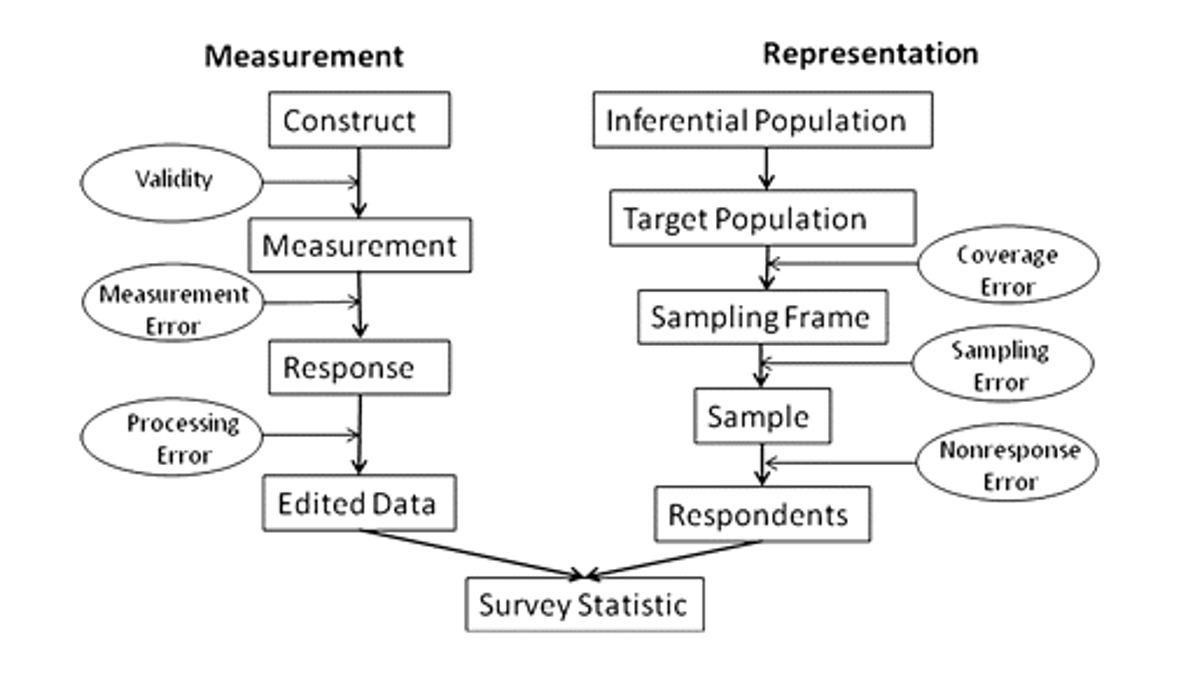 Measurement
Construct
Validity
Measurement
Measurement
Error
Response
Processing
Error
Edited Data
Representation
Inferential Population
Target Population
Coverage
Error
Sampling Frame
Sampling
Error
Sample
Nonresponse
Error
Respondents
Survey Statistic